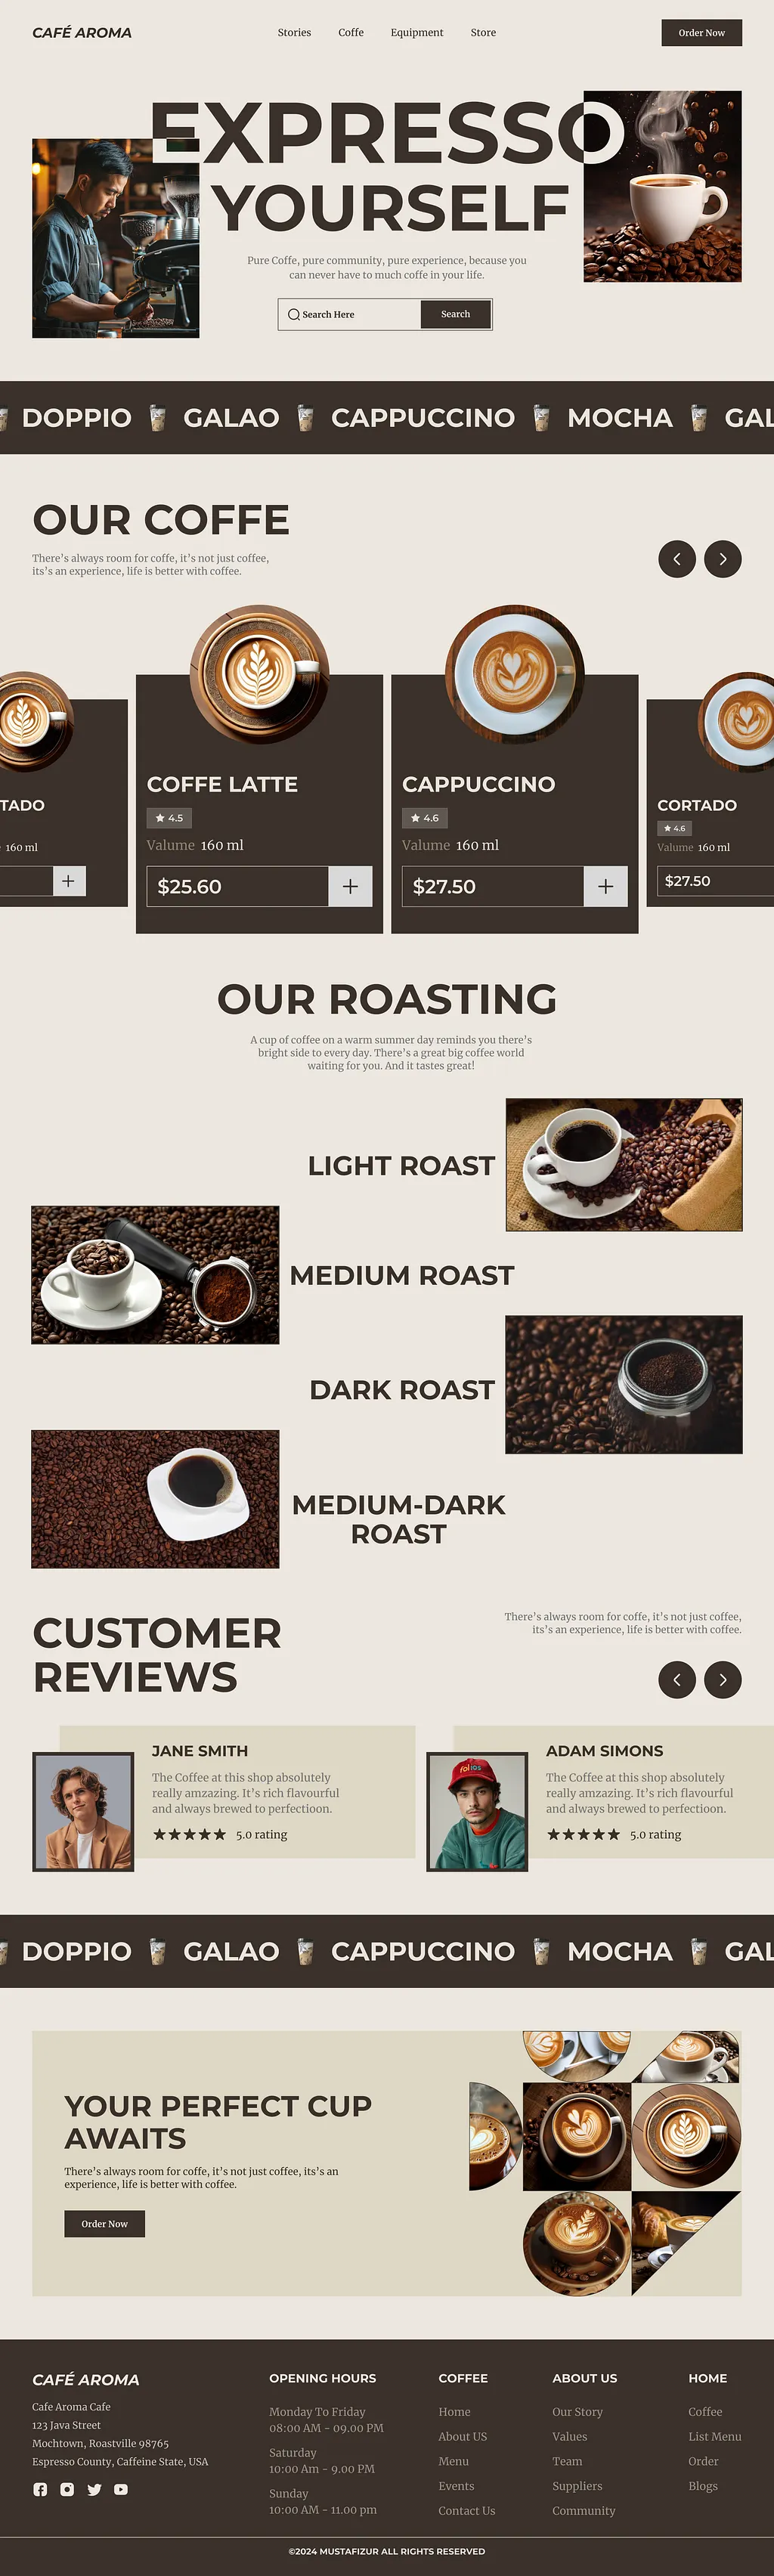 CAFÉ AROMA
Stories Coffe Equipment Store
Order Now
EXPRESSO
YOURSELF
Pure Coffe, pure community, pure experience, because you
can never have to much coffe in your life.
Search Here
Search
DOPPIO GALAO CAPPUCCINO MOCHA GAL
OUR COFFE
There's always room for coffe, it's not just coffee,
its's an experience, life is better with coffee.
TADO
160 ml
COFFE LATTE
4.5
Valume 160 ml
$25.60
CAPPUCCINO
4.6
Valume 160 ml
$27.50
CORTADO
4.6
Valume 160 ml
$27.50
OUR ROASTING
A cup of coffee on a warm summer day reminds you there's
bright side to every day. There's a great big coffee world
waiting for you. And it tastes great!
LIGHT ROAST
MEDIUM ROAST
DARK ROAST
MEDIUM-DARK
ROAST
CUSTOMER
REVIEWS
There's always room for coffe, it's not just coffee,
its's an experience, life is better with coffee.
JANE SMITH
The Coffee at this shop absolutely
really amzazing. It's rich flavourful
and always brewed to perfectioon.
5.0 rating
ADAM SIMONS
The Coffee at this shop absolutely
really amzazing. It's rich flavourful
and always brewed to perfectioon.
5.0 rating
DOPPIO GALAO CAPPUCCINO MOCHA GAL
YOUR PERFECT CUP
AWAITS
There's always room for coffe, it's not just coffee, its's an
experience, life is better with coffee.
Order Now
CAFÉ AROMA
Cafe Aroma Cafe
123 Java Street
Mochtown, Roastville 98765
Espresso County, Caffeine State, USA
OPENING HOURS
Monday To Friday
08:00 AM - 09.00 PM
Saturday
10:00 Am - 9.00 PM
Sunday
10:00 AM - 11.00 pm
COFFEE
Home
About US
Menu
Events
Contact Us
ABOUT US
Our Story
Values
Team
Suppliers
Community
HOME
Coffee
List Menu
Order
Blogs
©2024 MUSTAFIZUR ALL RIGHTS RESERVED